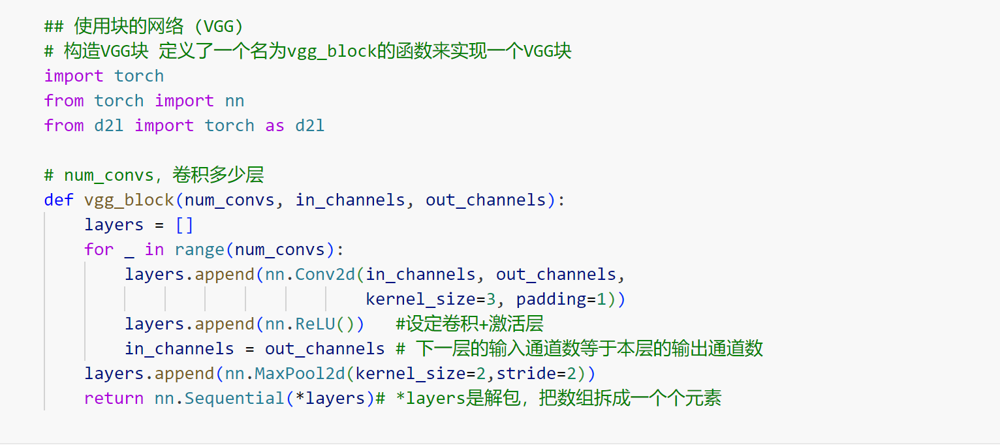 ## 使用块的网络（VGG）
# 构造VGG块 定义了一个名为vgg_block的函数来实现一个VGG块
import torch
from torch import nn
from d2l import torch as d2l
# num_convs，卷积多少层
def vgg_block(num_convs, in_channels, out_channels):
    layers = []
    for _ in range(num_convs):
        layers.append(nn.Conv2d(in_channels, out_channels,
                                kernel_size=3, padding=1))
        layers.append(nn.ReLU())   #设定卷积+激活层
        in_channels = out_channels # 下一层的输入通道数等于本层的输出通道数
    layers.append(nn.MaxPool2d(kernel_size=2,stride=2))
    return nn.Sequential(*layers)# *layers是解包，把数组拆成一个个元素